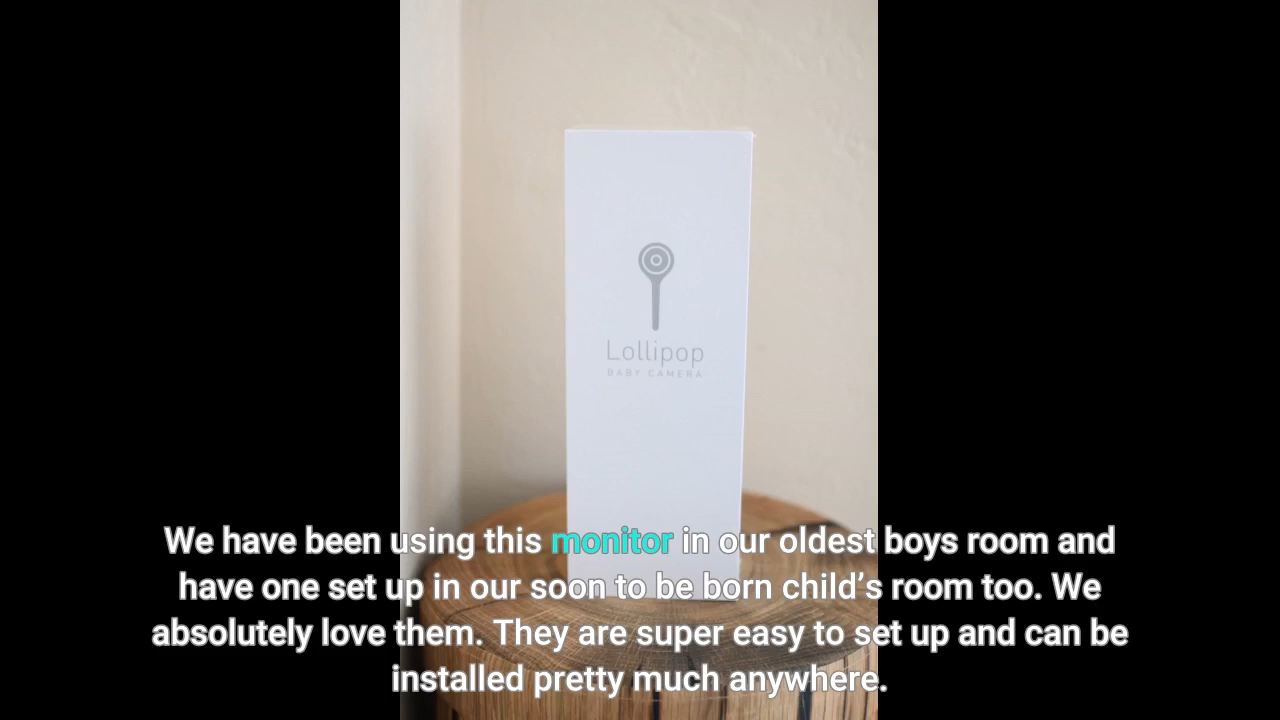 Lollipop
BABY CAMERA
We have been using this monitor in our oldest boys room and
have one set up in our soon to be born child’s room too. We
absolutely love them. They are super easy to set up and can be
installed pretty much anywhere.